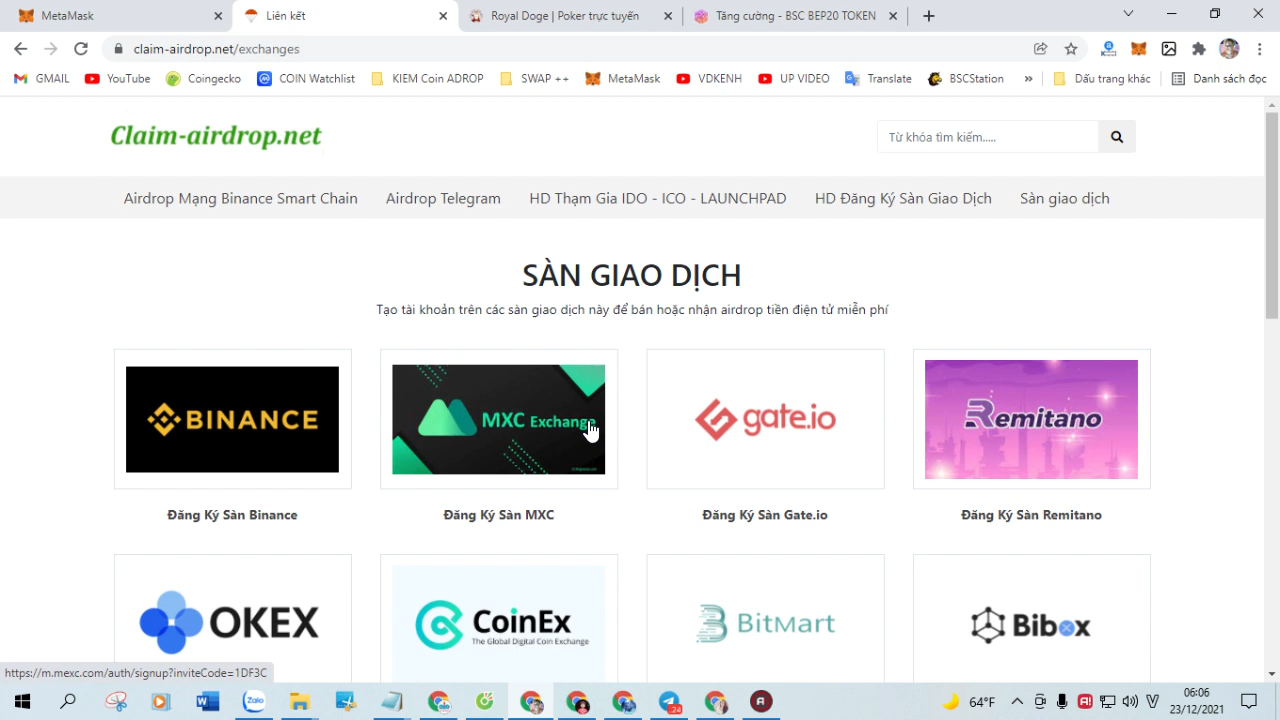 MetaMask
Liên kết
Royal Doge | Poker trực tuyến
Tăng cường - BSC BEP20 TOKEN
claim-airdrop.net/exchanges
GMAIL
YouTube
Coingecko
COIN Watchlist
KIEM Coin ADROP
SWAP ++
MetaMask
VDKENH
UP VIDEO
Translate
BSCStation
»
Dấu trang khác
Danh sách đọc
Claim-airdrop.net
Từ khóa tìm kiếm.....
Airdrop Mạng Binance Smart Chain
Airdrop Telegram
HD Thạm Gia IDO - ICO - LAUNCHPAD
HD Đăng Ký Sàn Giao Dịch
Sàn giao dịch
SÀN GIAO DỊCH
Tạo tài khoản trên các sàn giao dịch này để bán hoặc nhận airdrop tiền điện tử miễn phí
BINANCE
MXC Exchange
gate.io
Remitano
Đăng Ký Sàn Binance
Đăng Ký Sàn MXC
Đăng Ký Sàn Gate.io
Đăng Ký Sàn Remitano
OKEX
CoinEx
The Global Digital Coin Exchange
BitMart
Bibox
https://m.mexc.com/auth/signup?inviteCode=1DF3C
Zalo
24
64°F
06:06
23/12/2021